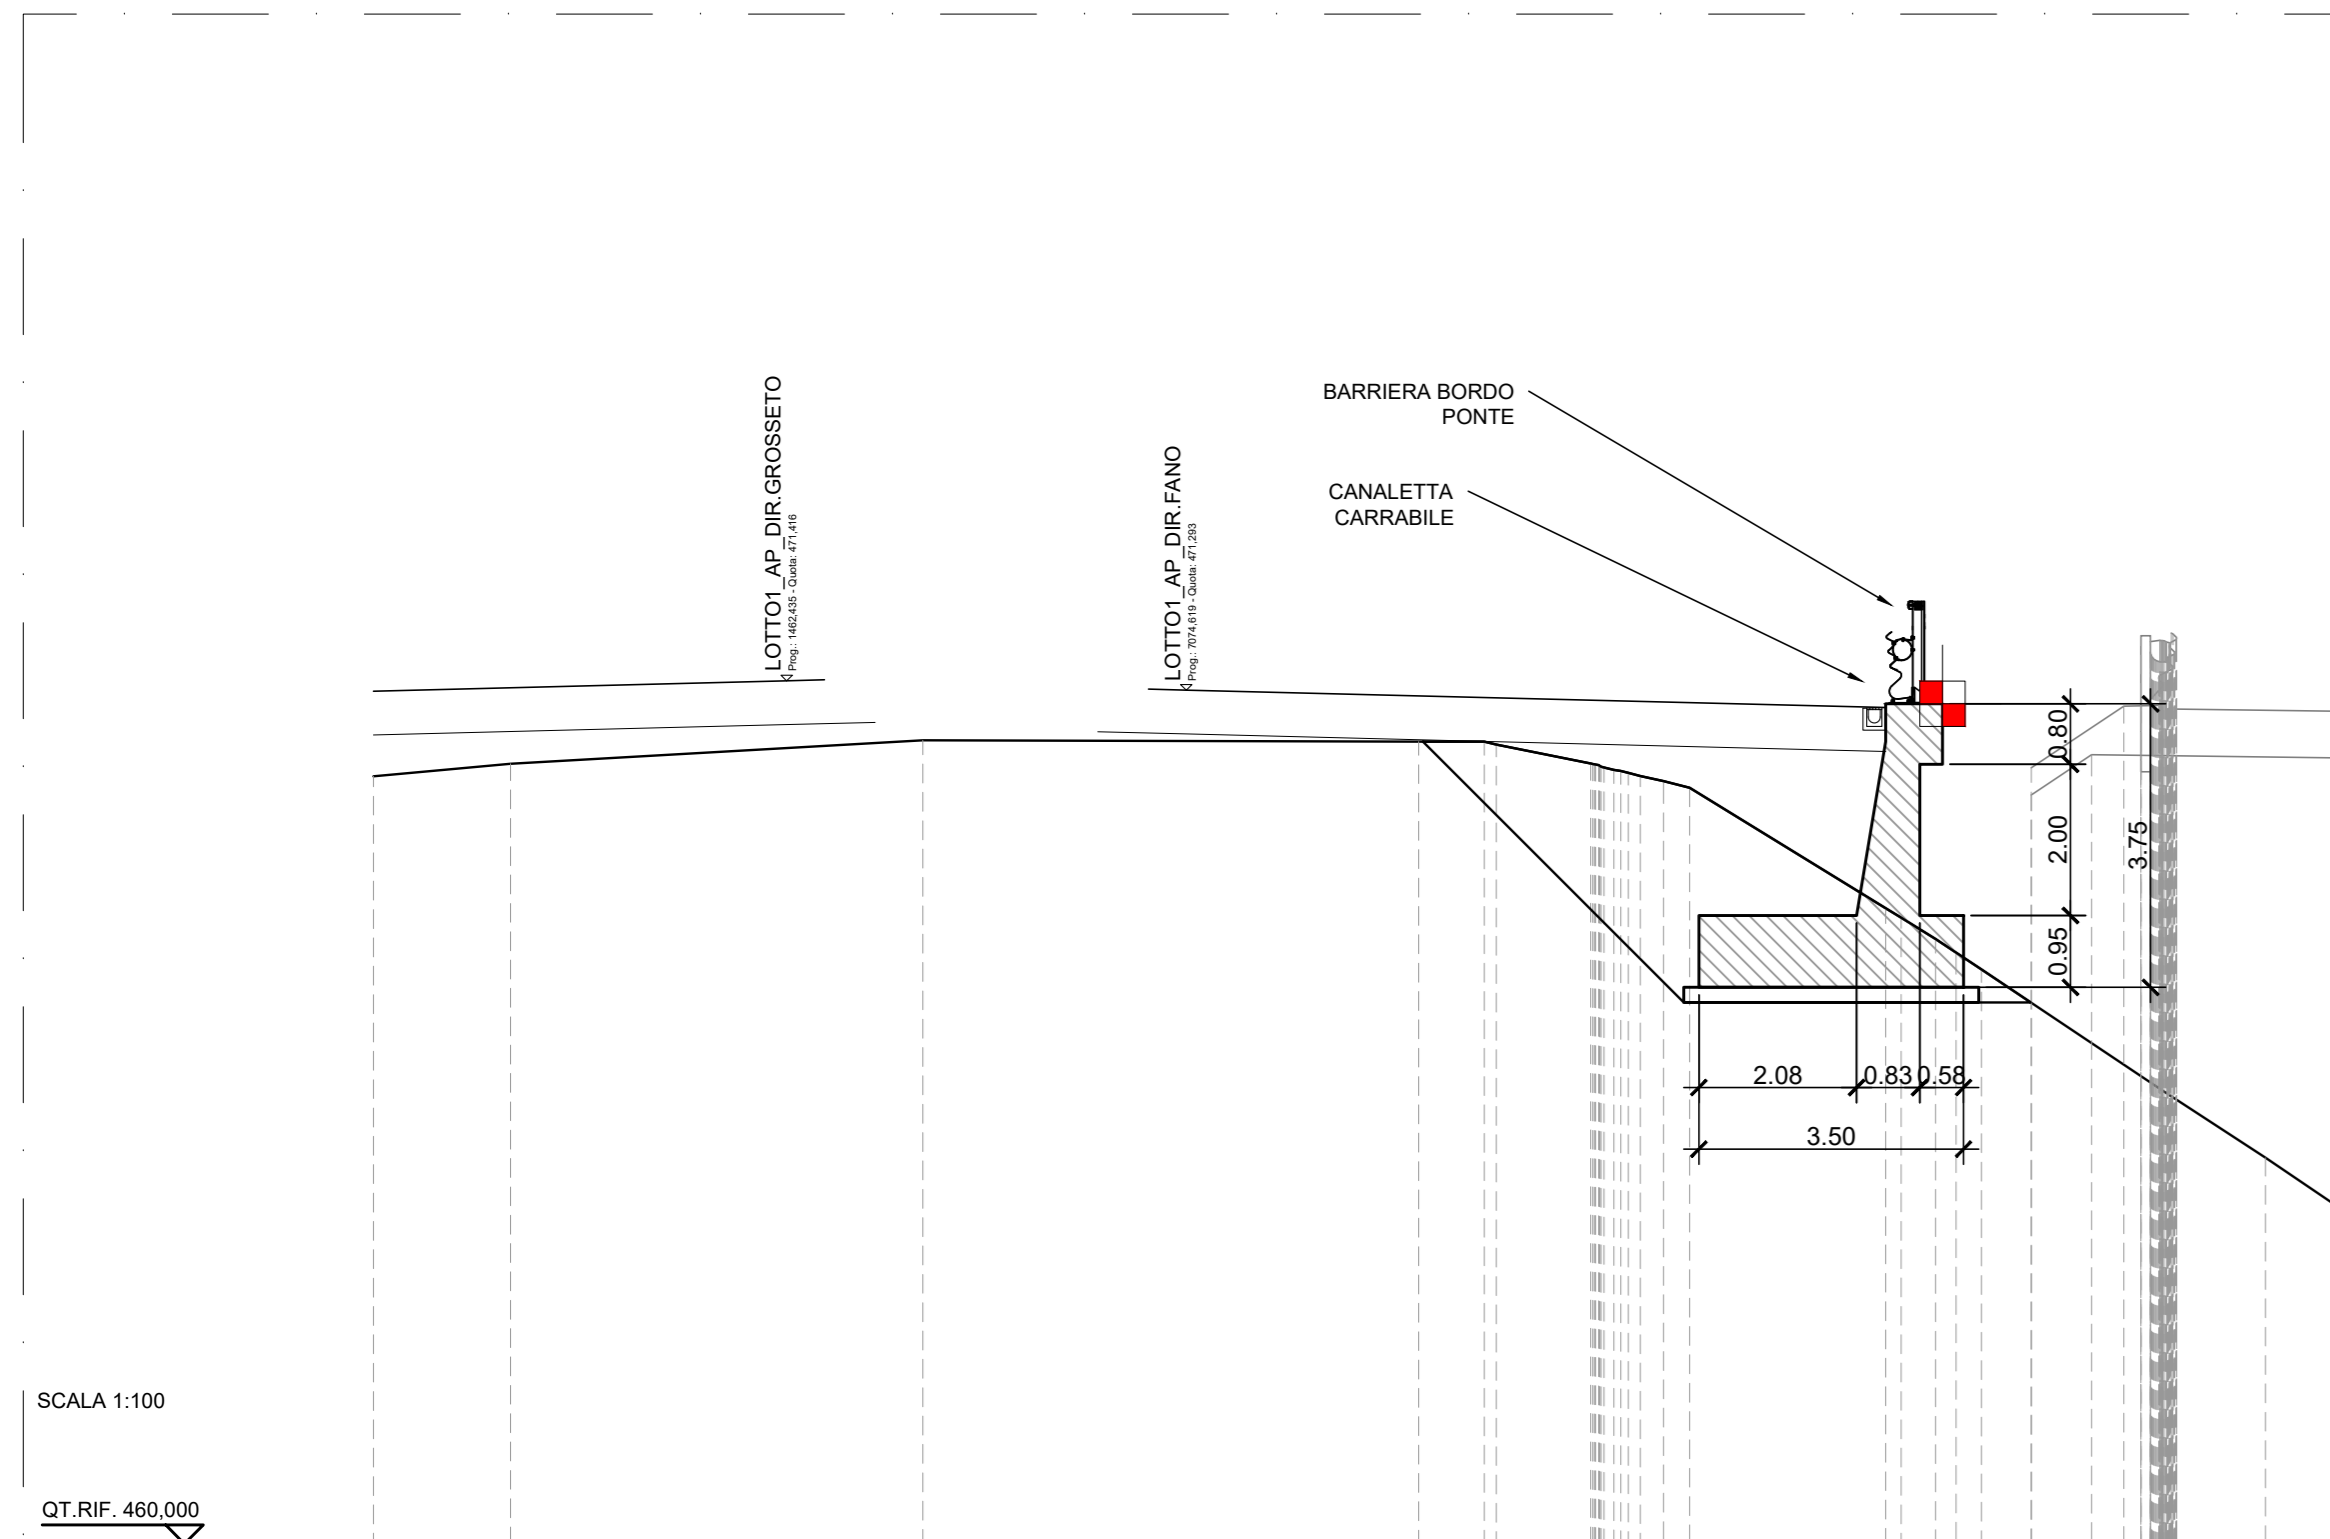 LOTTO1_AP_DIR.GROSSETO
Prog.: 1462,435 - Quota: 471,416
LOTTO1_AP_DIR.FANO
Prog.: 7074,619 - Quota: 471,293
BARRIERA BORDO
PONTE
CANALETTA
CARRABILE
0.80
2.00
3.75
0.95
2.08
0.83
0.58
3.50
SCALA 1:100
QT.RIF. 460,000